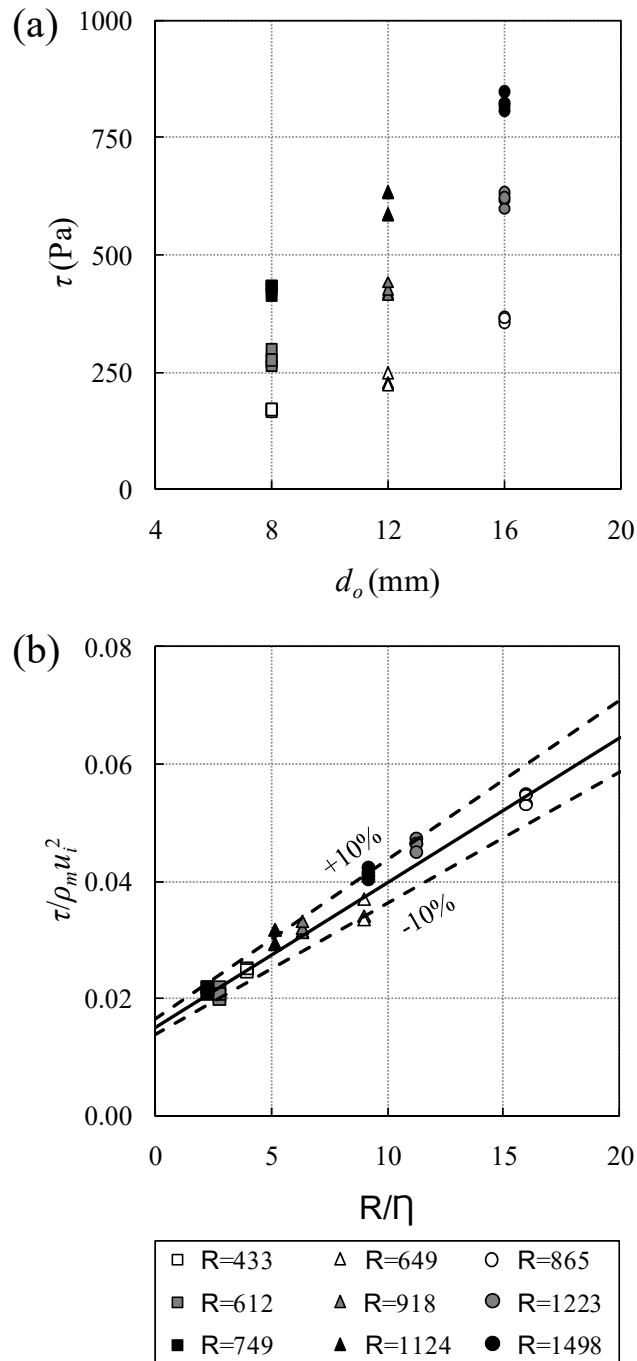 (a)
1000
750
500
250
0
τ (Pa)
4 8 12 16 20
d_o (mm)
(b)
0.08
0.06
0.04
0.02
0.00
τ/ρ_m u_i^2
+10%
-10%
0 5 10 15 20
R/Π
R=433 R=649 R=865
R=612 R=918 R=1223
R=749 R=1124 R=1498